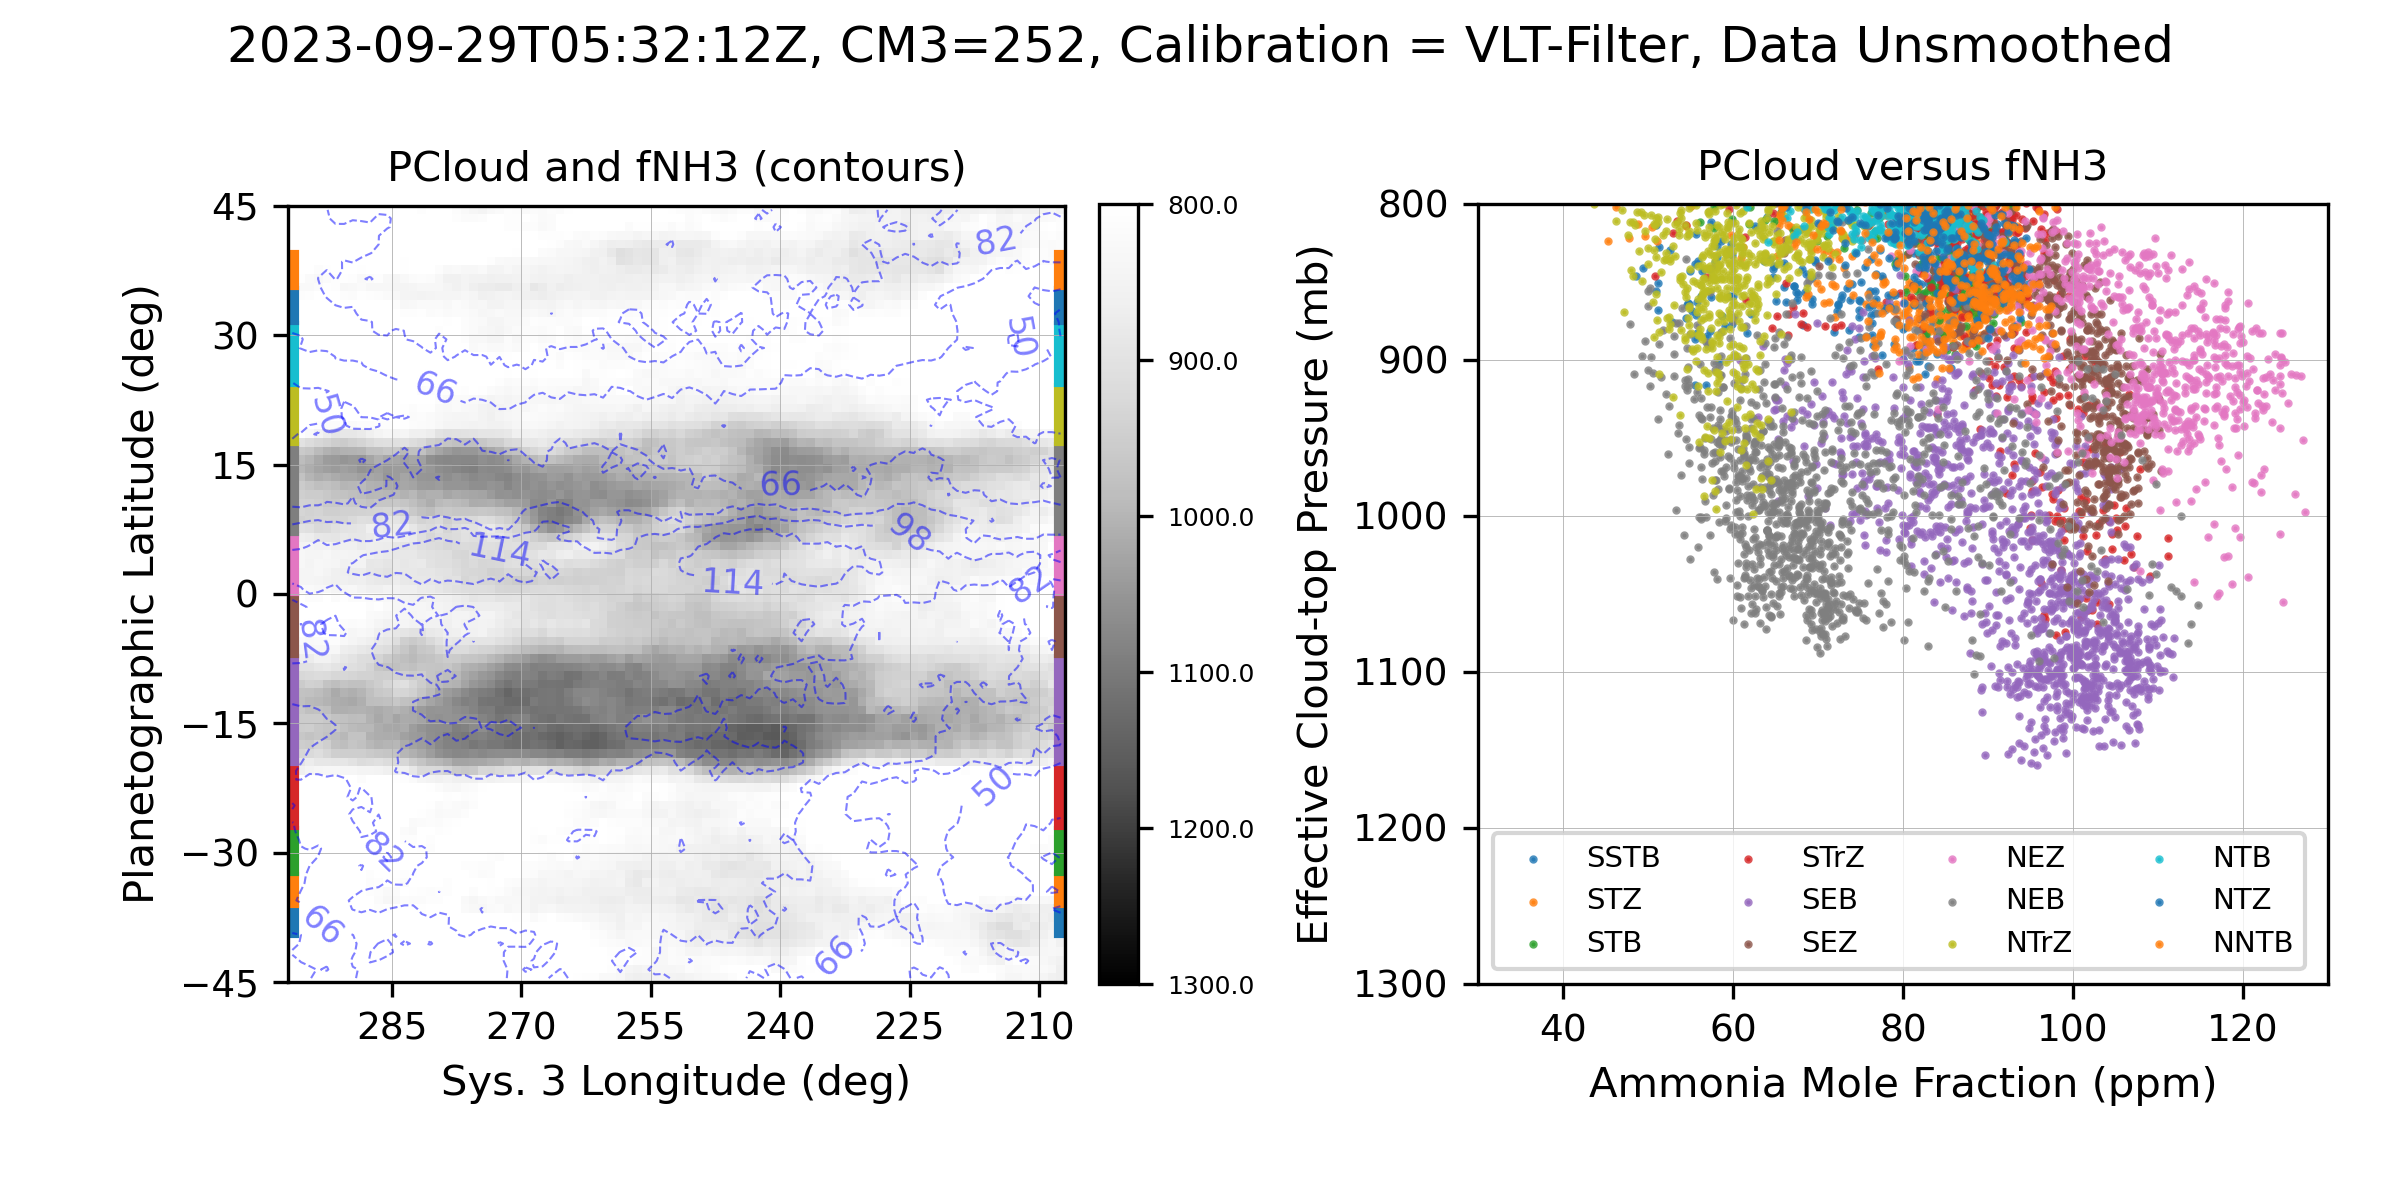 2023-09-29T05:32:12Z, CM3=252, Calibration = VLT-Filter, Data Unsmoothed
PCloud and fNH3 (contours)
Planetographic Latitude (deg)
45
30
15
0
−15
−30
−45
285
270
255
240
225
210
Sys. 3 Longitude (deg)
82
50
66
50
66
82
98
114
114
82
82
50
82
66
66
800.0
900.0
1000.0
1100.0
1200.0
1300.0
PCloud versus fNH3
Effective Cloud-top Pressure (mb)
800
900
1000
1100
1200
1300
40
60
80
100
120
Ammonia Mole Fraction (ppm)
SSTB
STZ
STB
STrZ
SEB
SEZ
NEZ
NEB
NTrZ
NTB
NTZ
NNTB